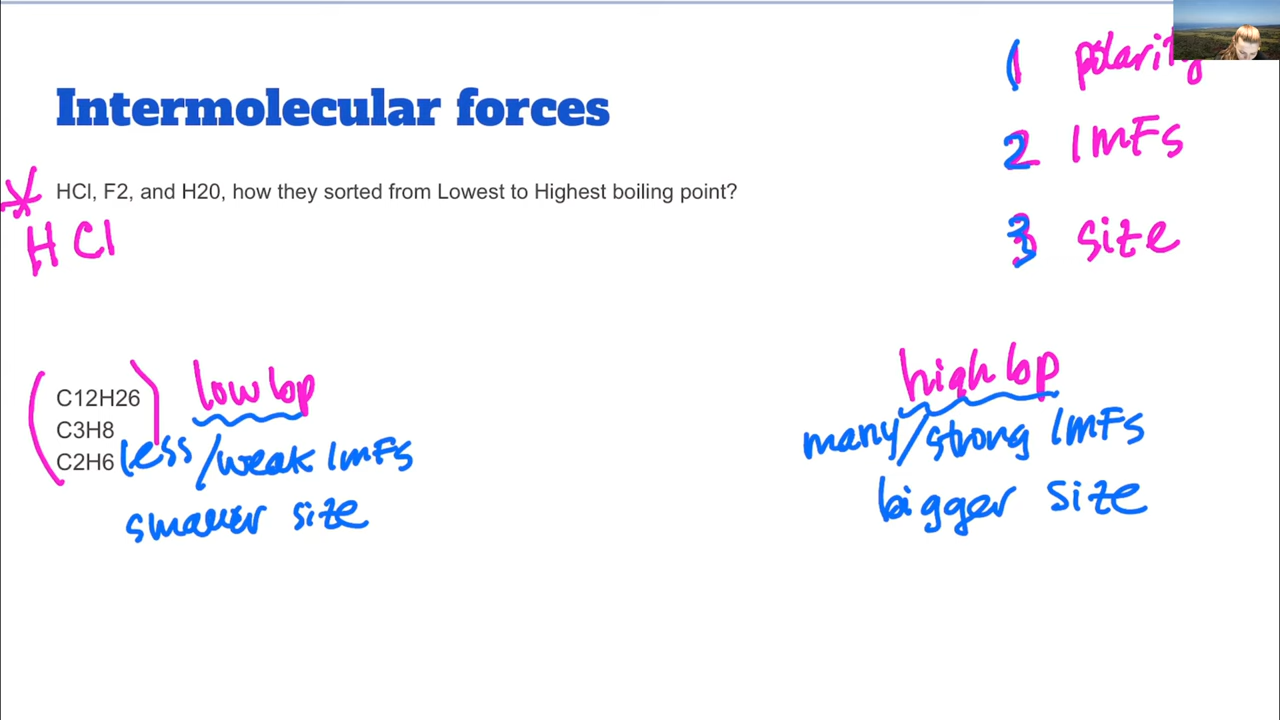 Intermolecular forces
1 polarity
2 IMFs
3 size
HCl, F2, and H20, how they sorted from Lowest to Highest boiling point?
HCl
C12H26
C3H8
C2H6
low bp
less/weak IMFs
smaller size
high bp
many/strong IMFs
bigger size